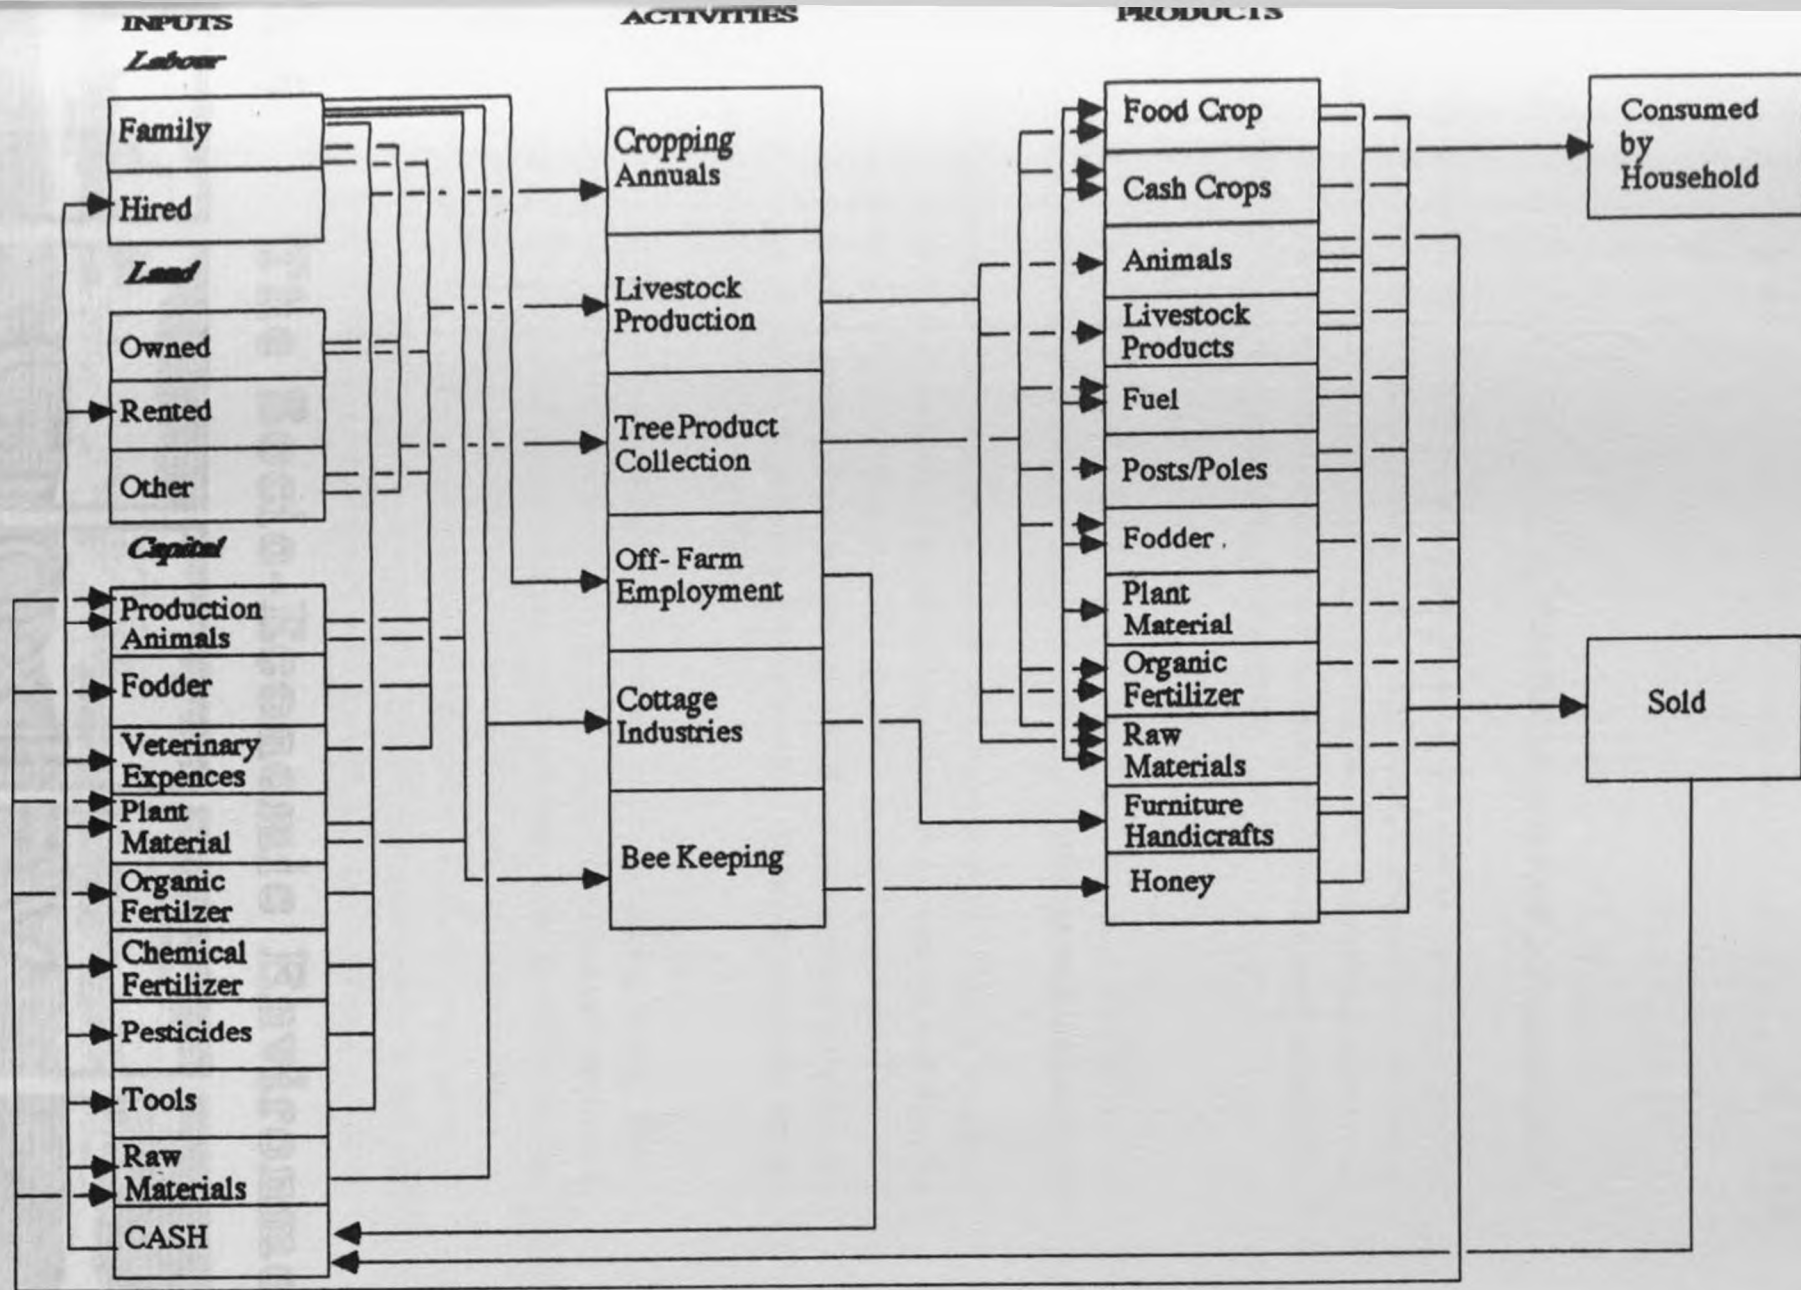 INPUTS
Labour
Family
Hired
Land
Owned
Rented
Other
Capital
Production
Animals
Fodder
Veterinary
Expences
Plant
Material
Organic
Fertilzer
Chemical
Fertilizer
Pesticides
Tools
Raw
Materials
CASH
ACTIVITIES
Cropping
Annuals
Livestock
Production
Tree Product
Collection
Off-Farm
Employment
Cottage
Industries
Bee Keeping
PRODUCTS
Food Crop
Cash Crops
Animals
Livestock
Products
Fuel
Posts/Poles
Fodder
Plant
Material
Organic
Fertilizer
Raw
Materials
Furniture
Handicrafts
Honey
Consumed
by
Household
Sold